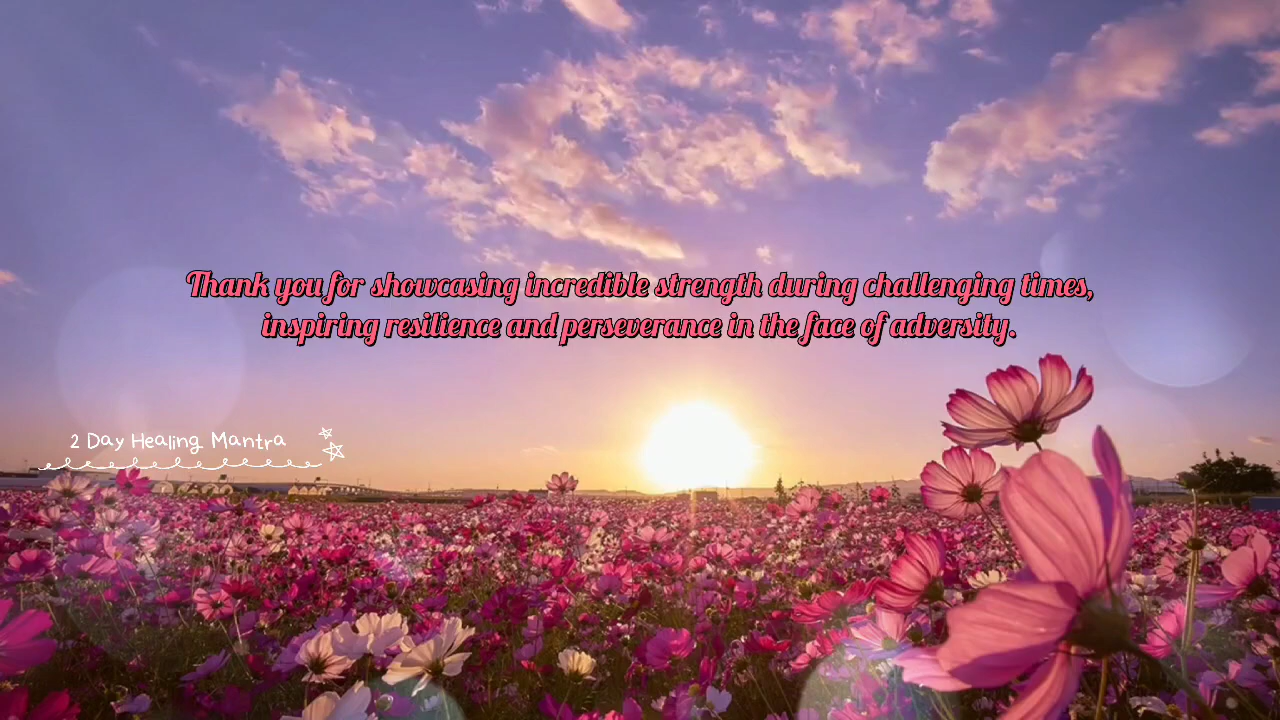 Thank you for showcasing incredible strength during challenging times,
inspiring resilience and perseverance in the face of adversity.
2 Day Healing Mantra